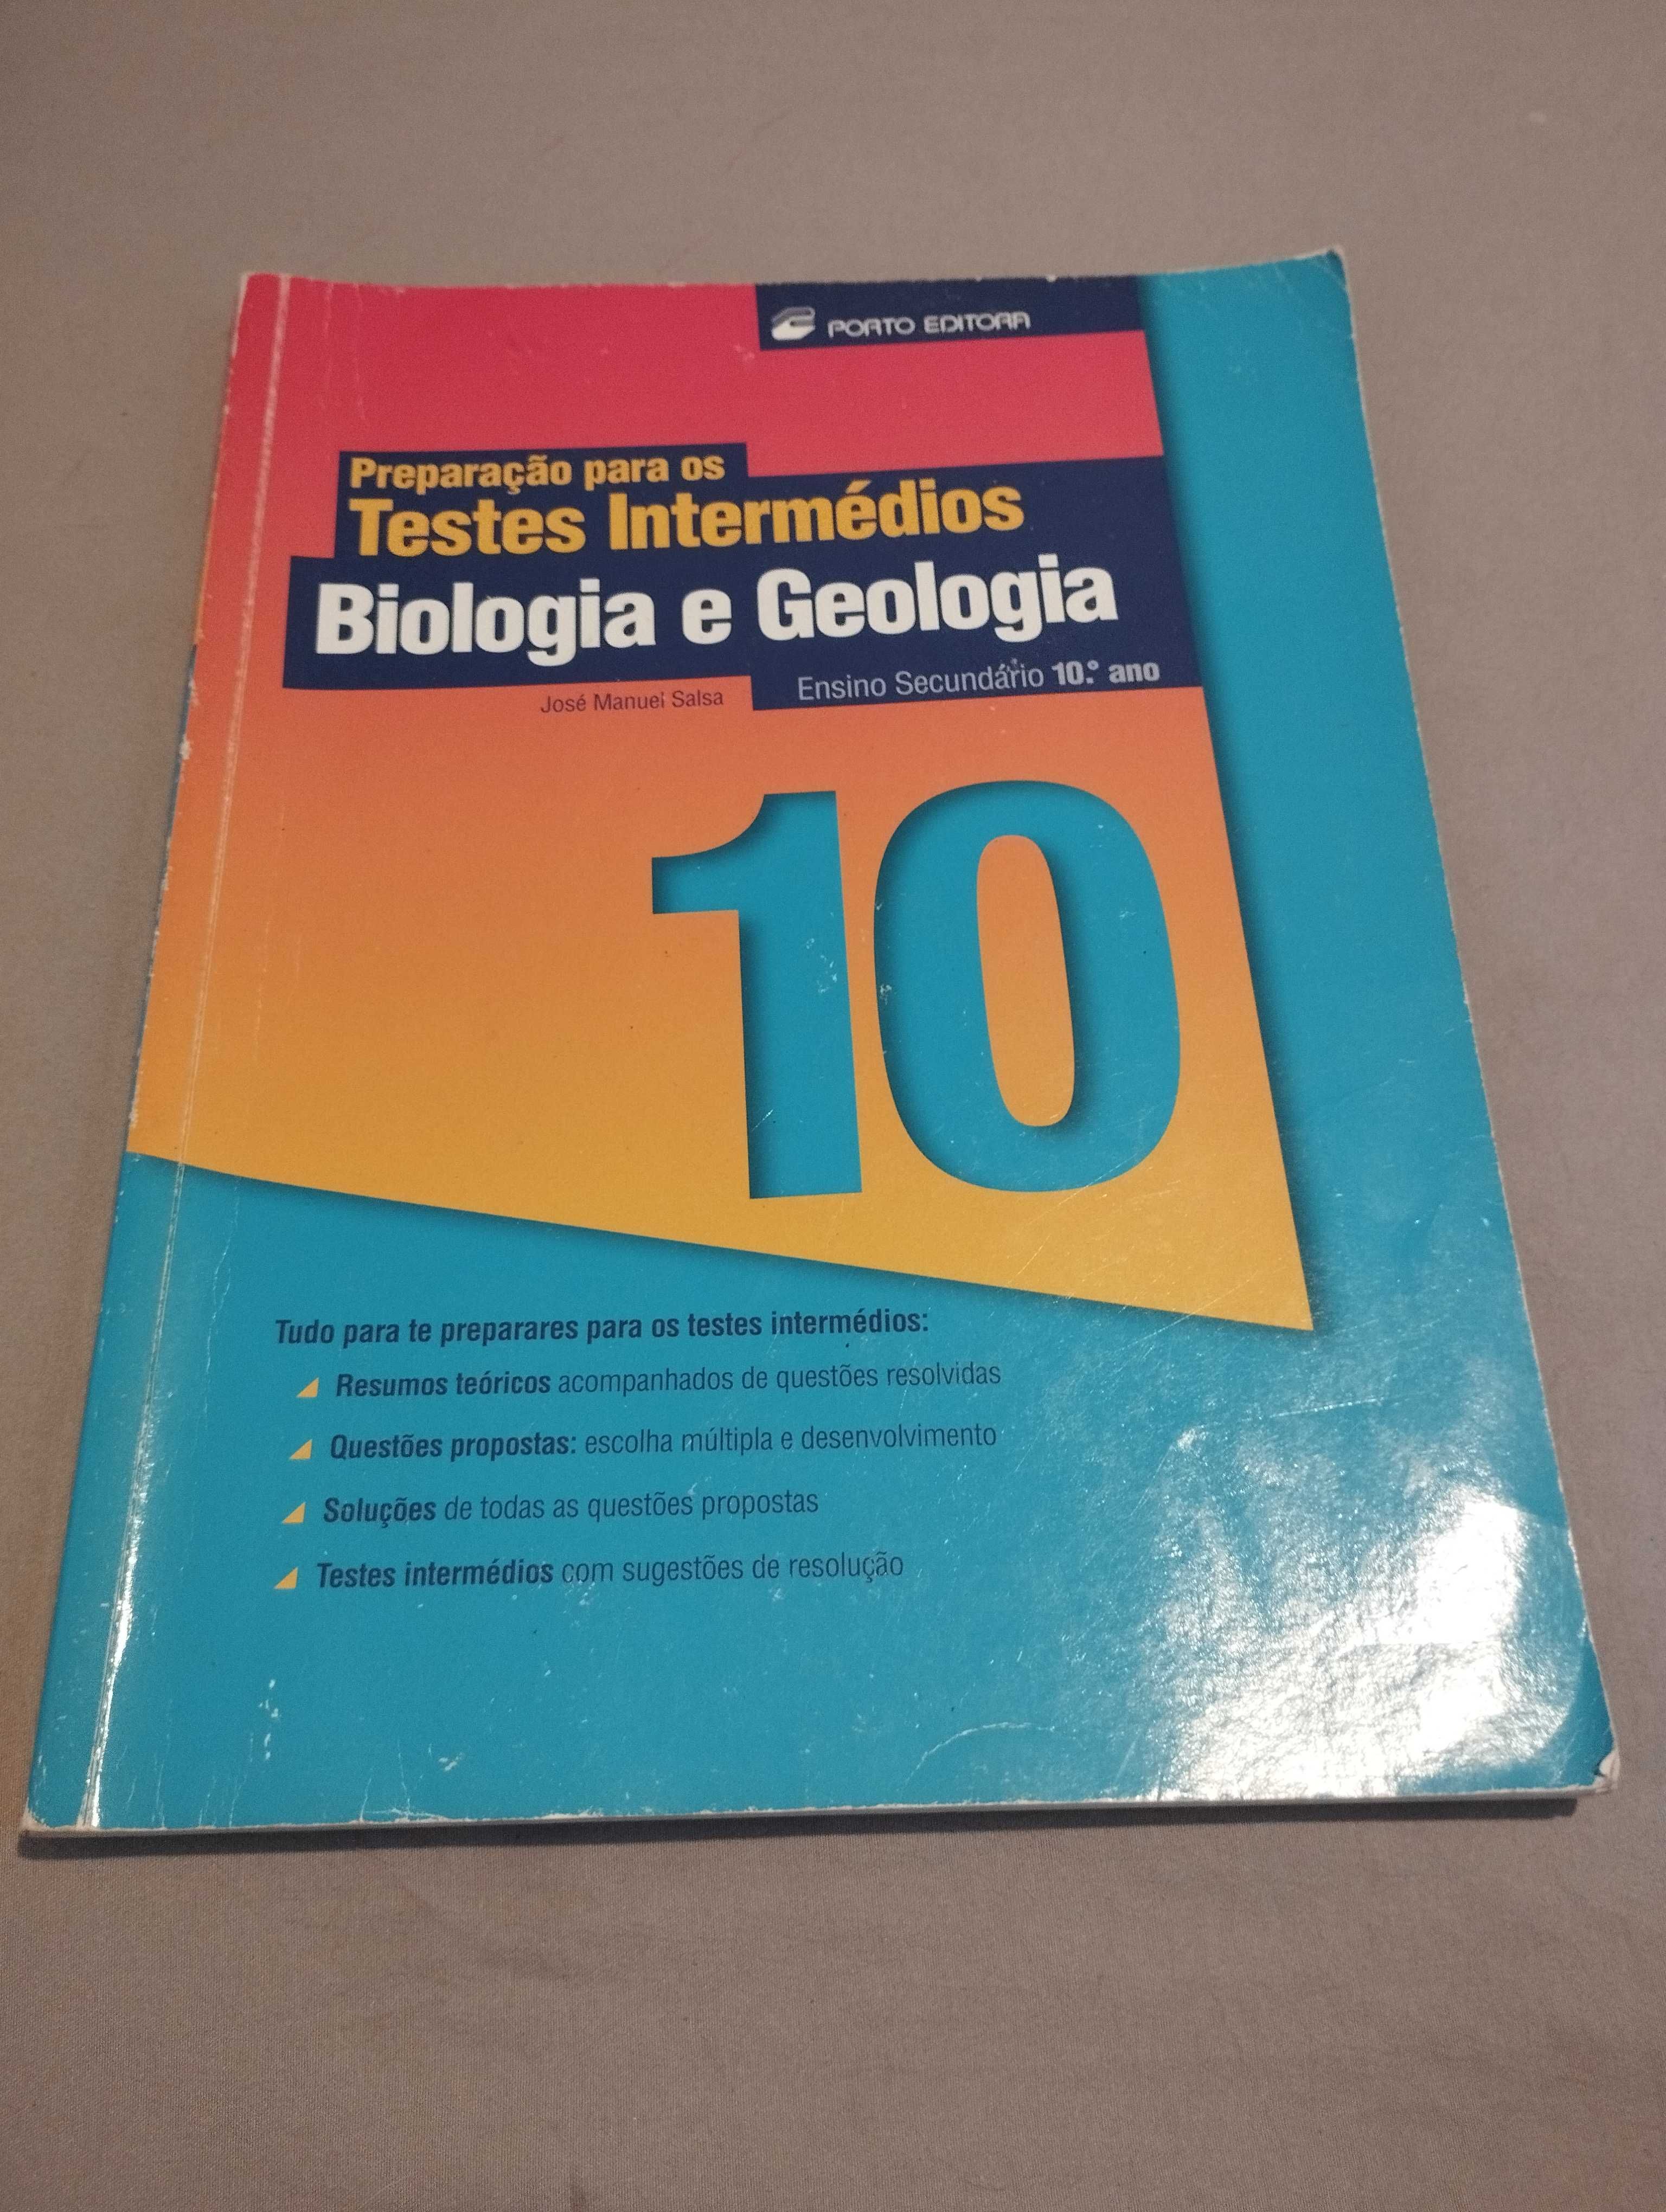 PORTO EDITORA
Preparação para os
Testes Intermédios
Biologia e Geologia
Ensino Secundário 10.º ano
José Manuel Salsa
10
Tudo para te preparares para os testes intermédios:
Resumos teóricos acompanhados de questões resolvidas
Questões propostas: escolha múltipla e desenvolvimento
Soluções de todas as questões propostas
Testes intermédios com sugestões de resolução